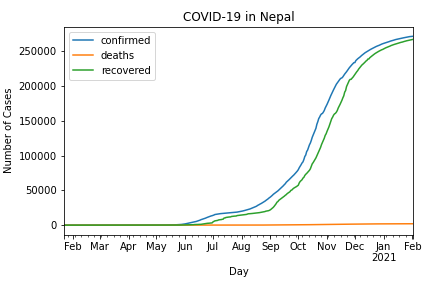 COVID-19 in Nepal
confirmed
deaths
recovered
Number of Cases
250000
200000
150000
100000
50000
0
Feb Mar Apr May Jun Jul Aug Sep Oct Nov Dec Jan Feb
2021
Day